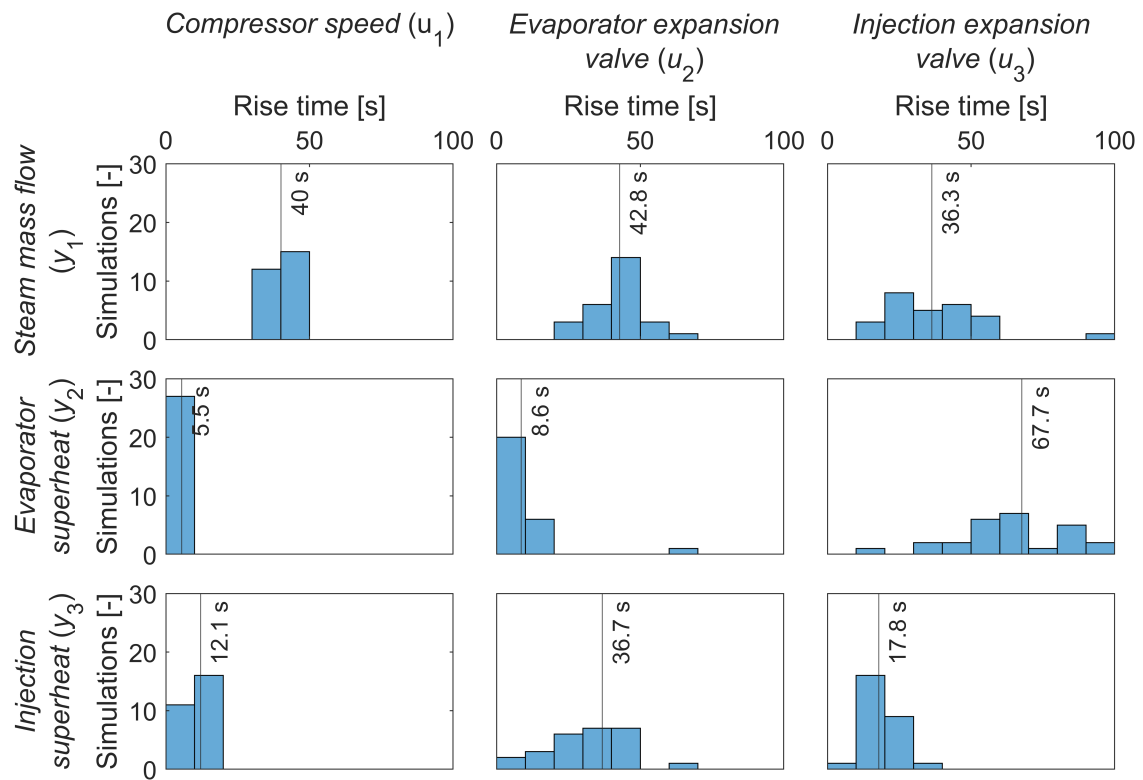 Compressor speed (u1)
Evaporator expansion
valve (u2)
Injection expansion
valve (u3)
Rise time [s]
Rise time [s]
Rise time [s]
0 50 100
0 50 100
0 50 100
Steam mass flow
(y1)
Simulations [-]
30
20
10
0
40 s
42.8 s
36.3 s
Evaporator
superheat (y2)
Simulations [-]
30
20
10
0
5.5 s
8.6 s
67.7 s
Injection
superheat (y3)
Simulations [-]
30
20
10
0
12.1 s
36.7 s
17.8 s